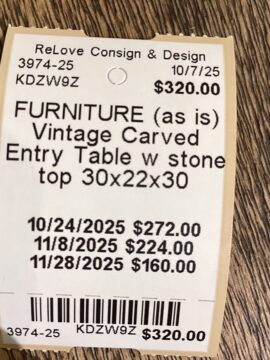 ReLove Consign & Design
3974-25 10/7/25
KDZW9Z $320.00
FURNITURE (as is)
Vintage Carved
Entry Table w stone
top 30x22x30
10/24/2025 $272.00
11/8/2025 $224.00
11/28/2025 $160.00
3974-25 KDZW9Z $320.00